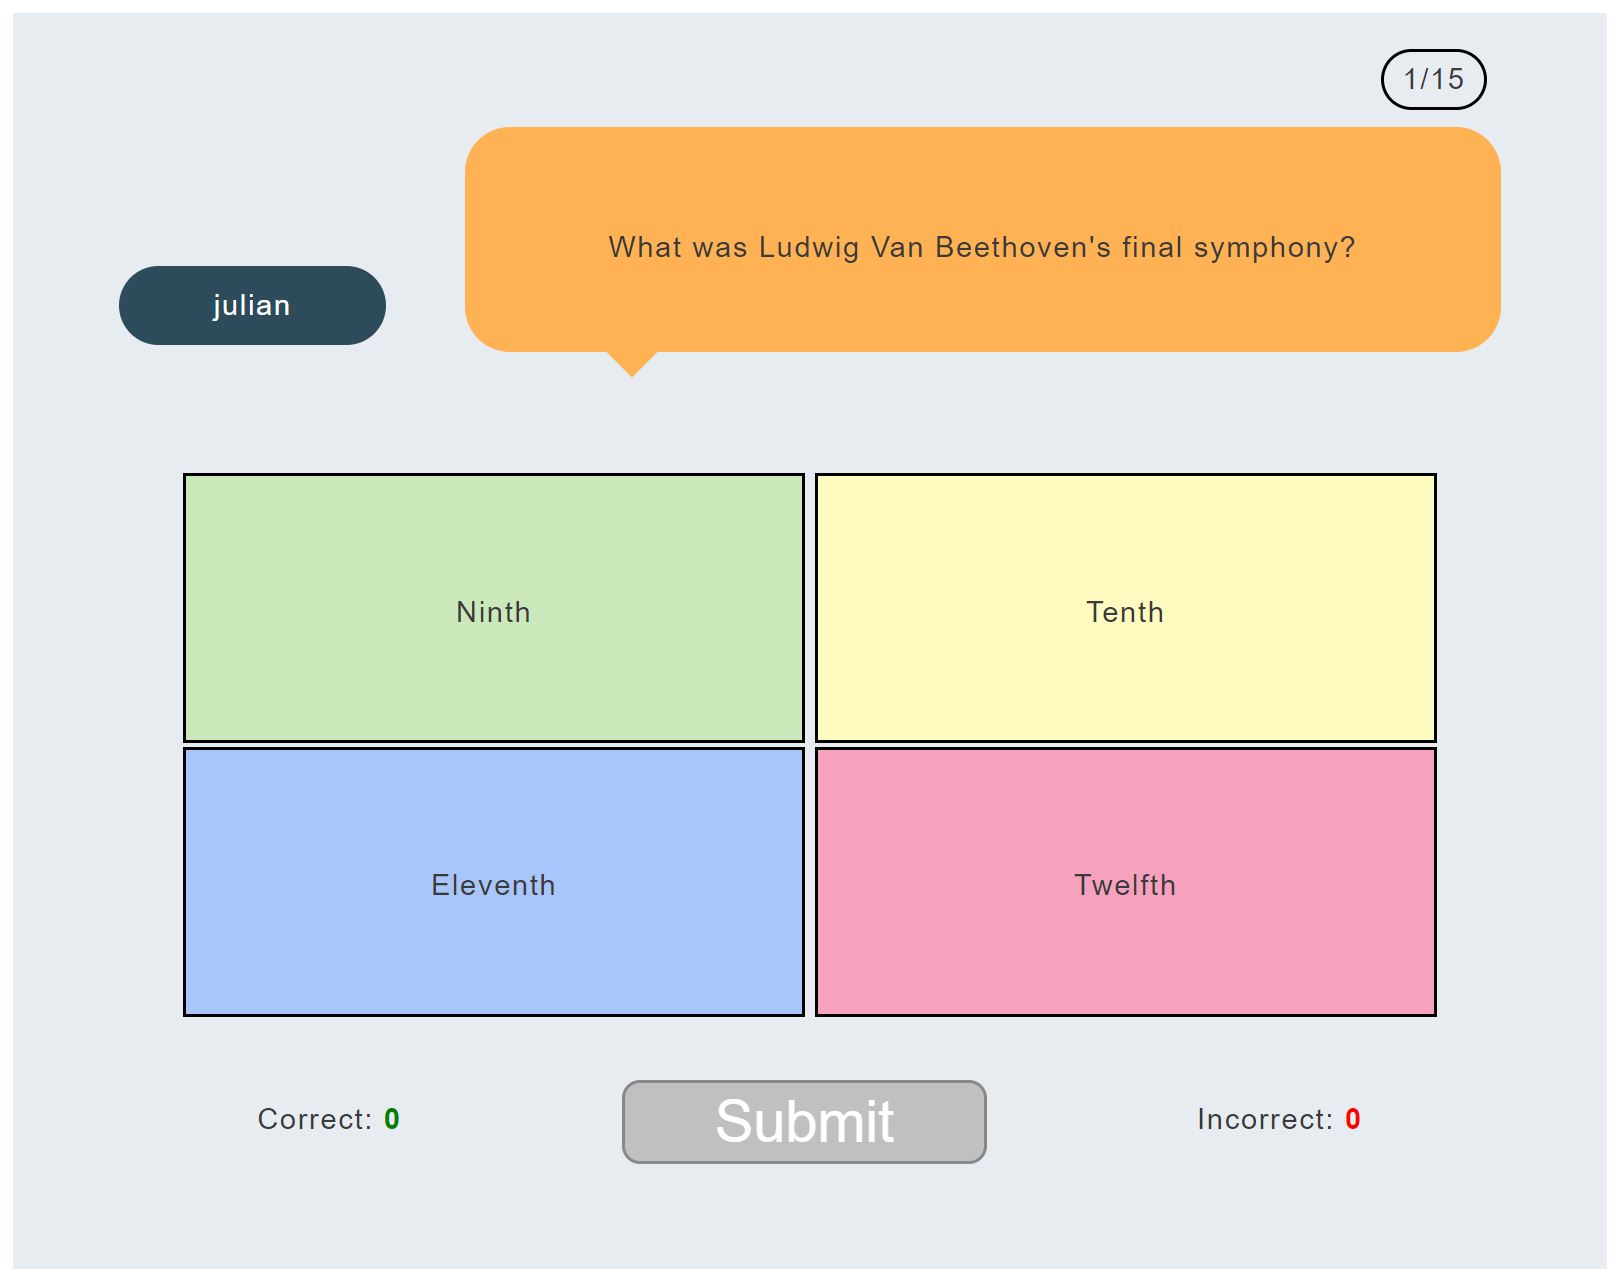 1/15
What was Ludwig Van Beethoven's final symphony?
julian
Ninth
Tenth
Eleventh
Twelfth
Correct: 0
Submit
Incorrect: 0